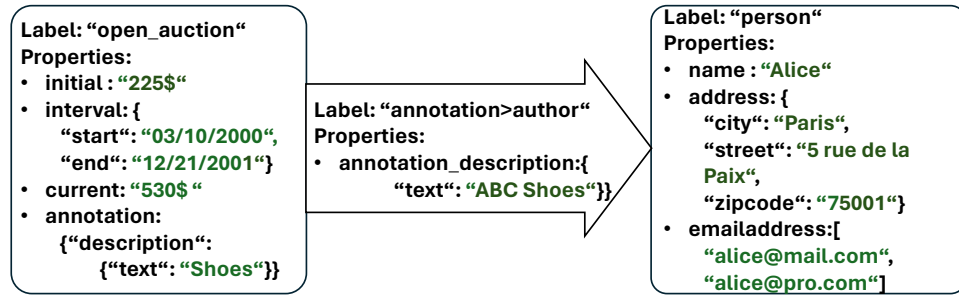 Label: “open_auction“
Properties:
• initial : “225$“
• interval: {
“start“: “03/10/2000“,
“end“: “12/21/2001“}
• current: “530$ “
• annotation:
{“description“:
{“text“: “Shoes“}}
Label: “annotation>author“
Properties:
• annotation_description:{
“text“: “ABC Shoes“}}
Label: “person“
Properties:
• name : “Alice“
• address: {
“city“: “Paris“,
“street“: “5 rue de la
Paix“,
“zipcode“: “75001“}
• emailaddress:[
“alice@mail.com“,
“alice@pro.com“]